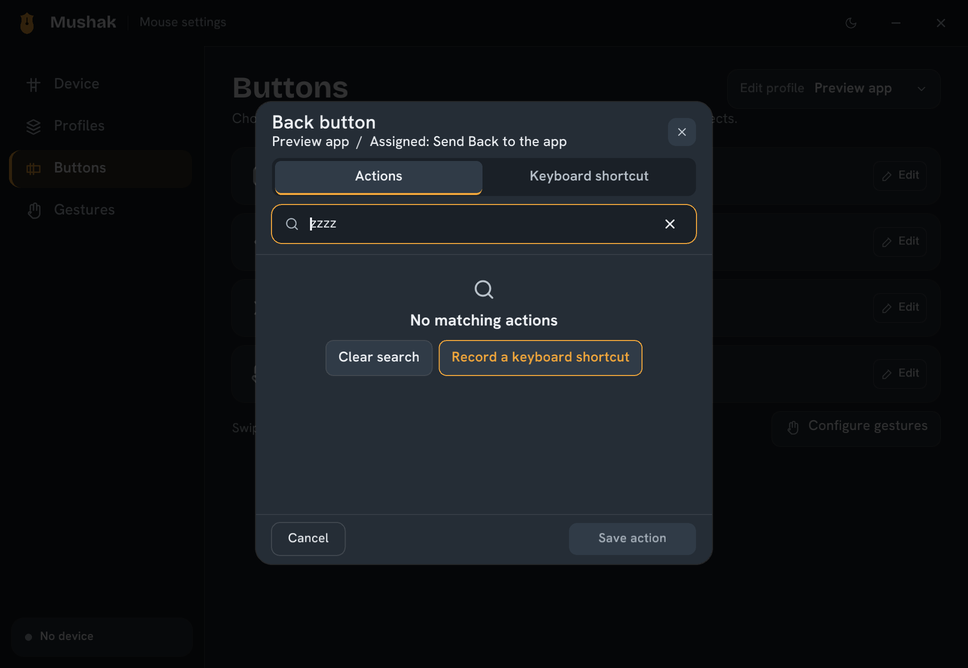 Mushak
Mouse settings
Device
Profiles
Buttons
Gestures
No device
Buttons
Edit profile Preview app
Back button
Preview app / Assigned: Send Back to the app
Actions
Keyboard shortcut
zzzz
No matching actions
Clear search
Record a keyboard shortcut
Cancel
Save action
Edit
Edit
Edit
Edit
Configure gestures